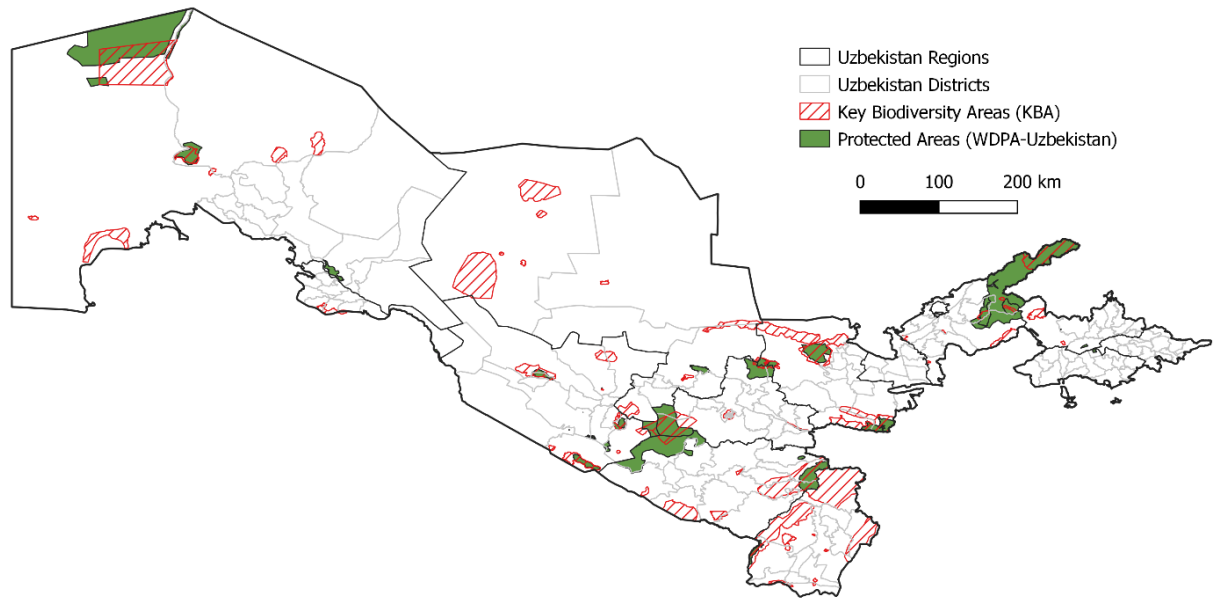 Uzbekistan Regions
Uzbekistan Districts
Key Biodiversity Areas (KBA)
Protected Areas (WDPA-Uzbekistan)
0 100 200 km